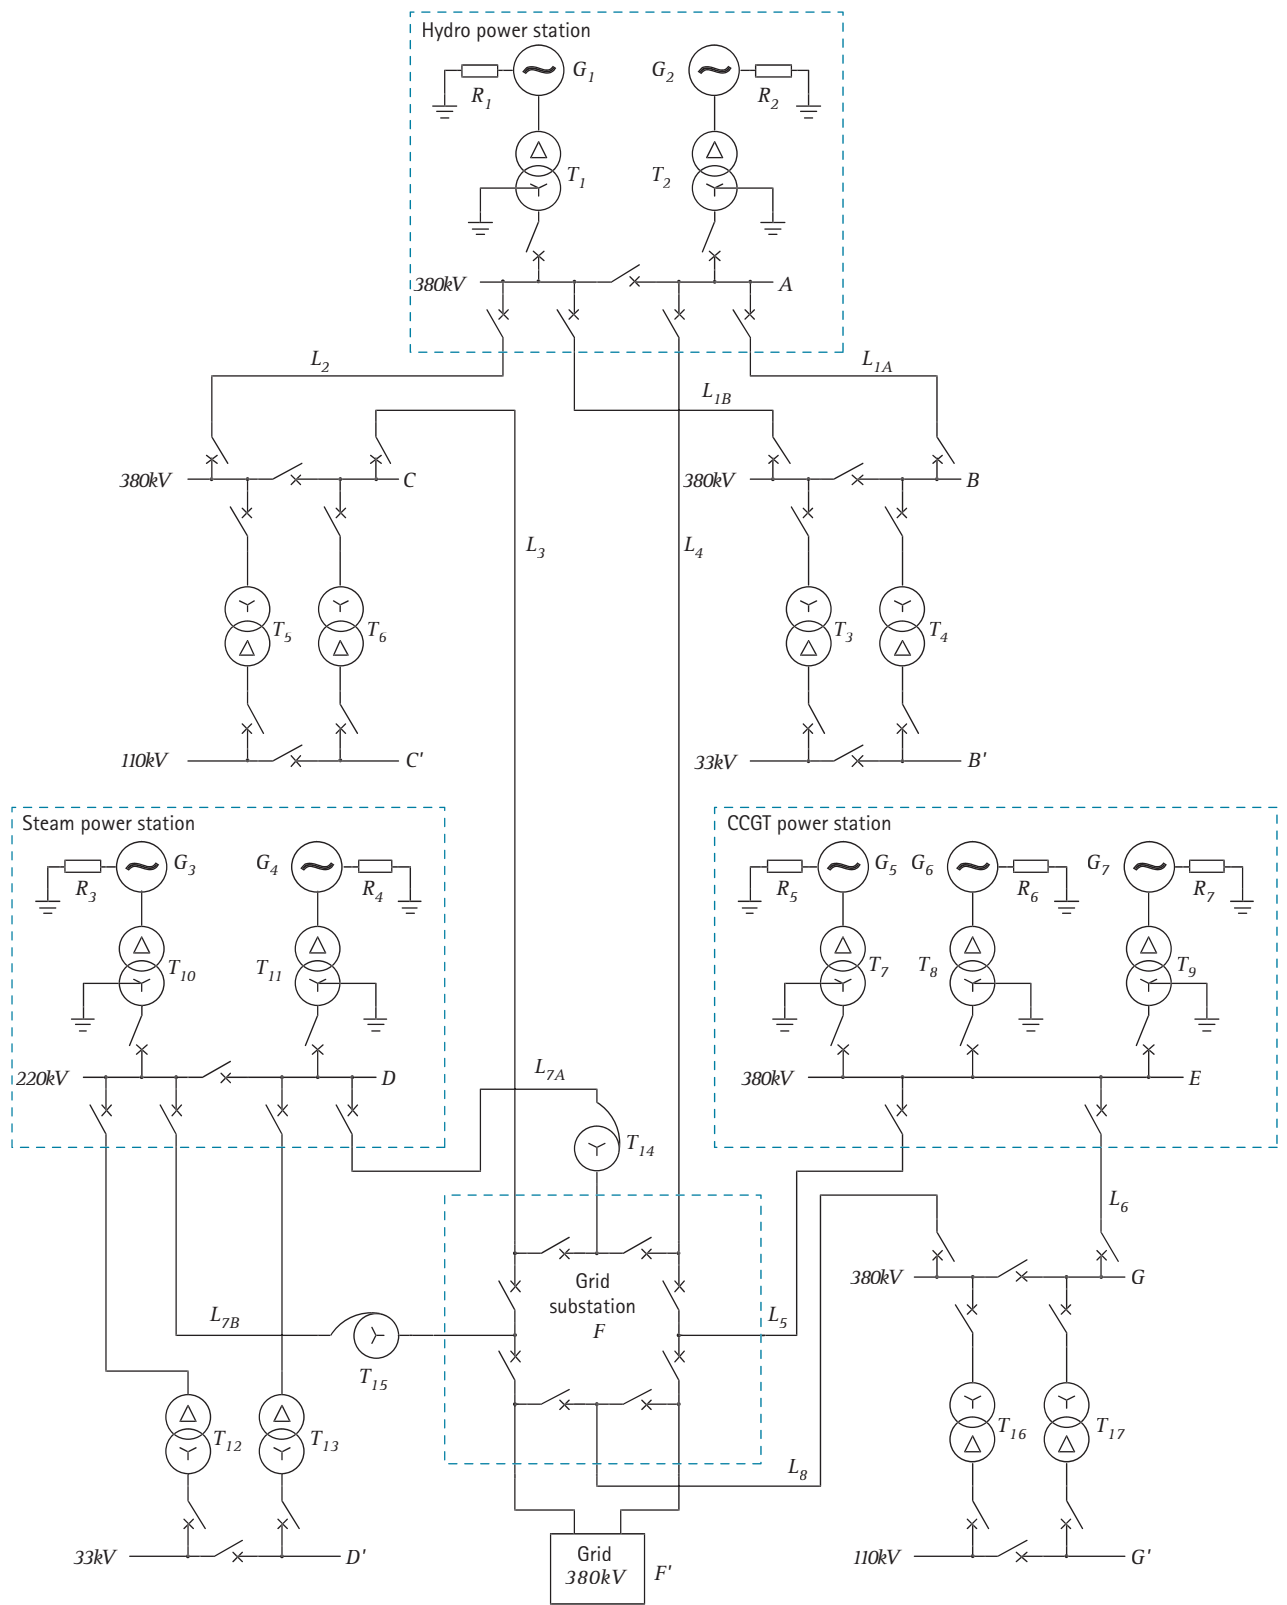 Hydro power station
G1
G2
R1
R2
T1
T2
380kV
A
L2
L1A
L1B
380kV
C
380kV
B
L3
L4
T5
T6
T3
T4
110kV
C'
33kV
B'
Steam power station
CCGT power station
G3
G4
G5
G6
G7
R3
R4
R5
R6
R7
T10
T11
T7
T8
T9
220kV
D
380kV
E
L7A
T14
L6
Grid
substation
F
380kV
G
L7B
L5
T15
T12
T13
T16
T17
L8
33kV
D'
Grid
380kV
F'
110kV
G'